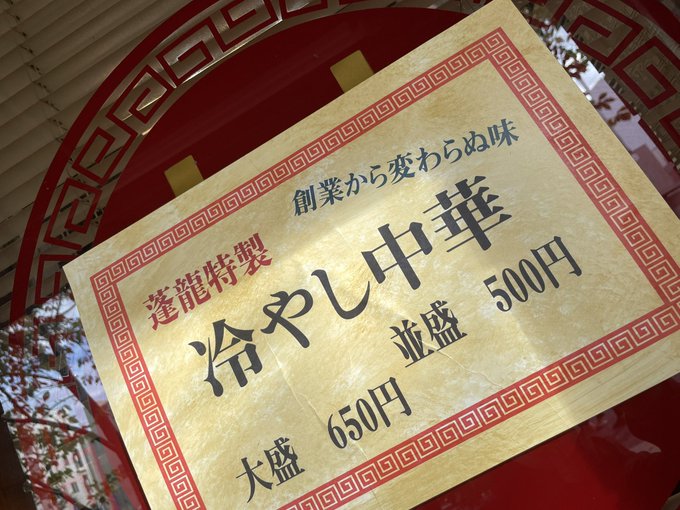 創業から変わらぬ味
蓬龍特製
冷やし中華
並盛 500円
大盛 650円